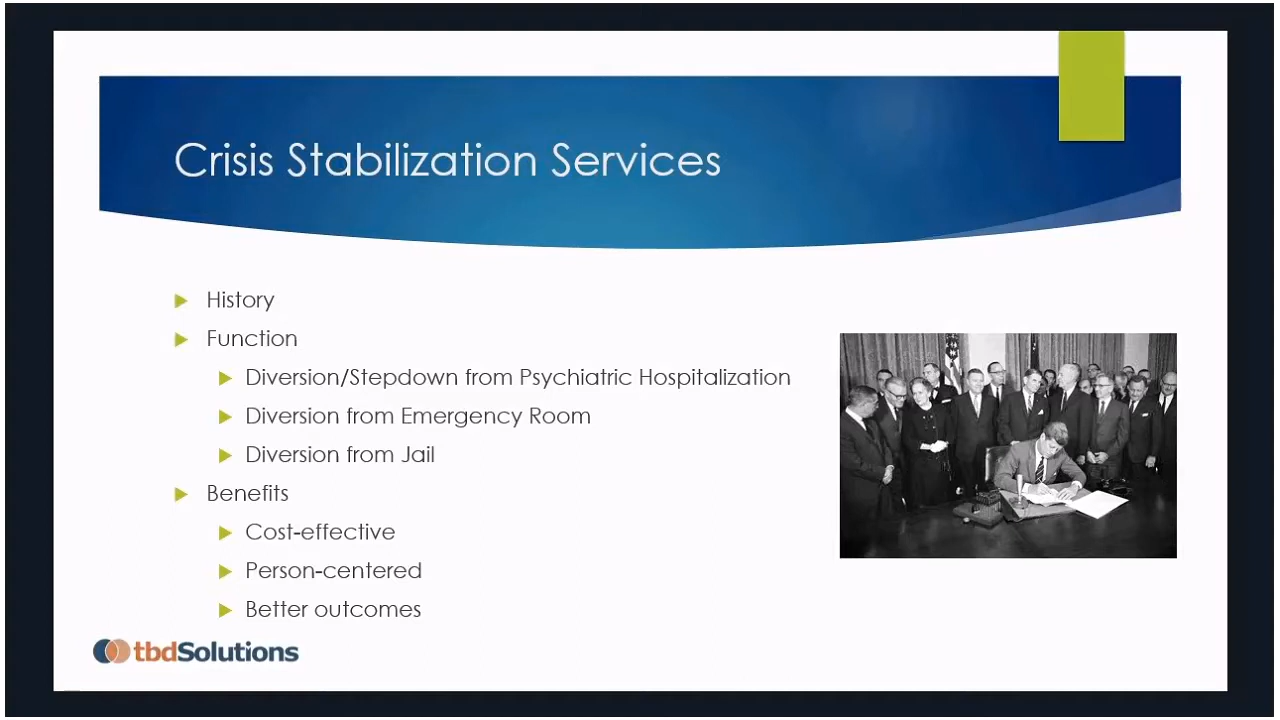 Crisis Stabilization Services
History
Function
Diversion/Stepdown from Psychiatric Hospitalization
Diversion from Emergency Room
Diversion from Jail
Benefits
Cost-effective
Person-centered
Better outcomes
tbdSolutions